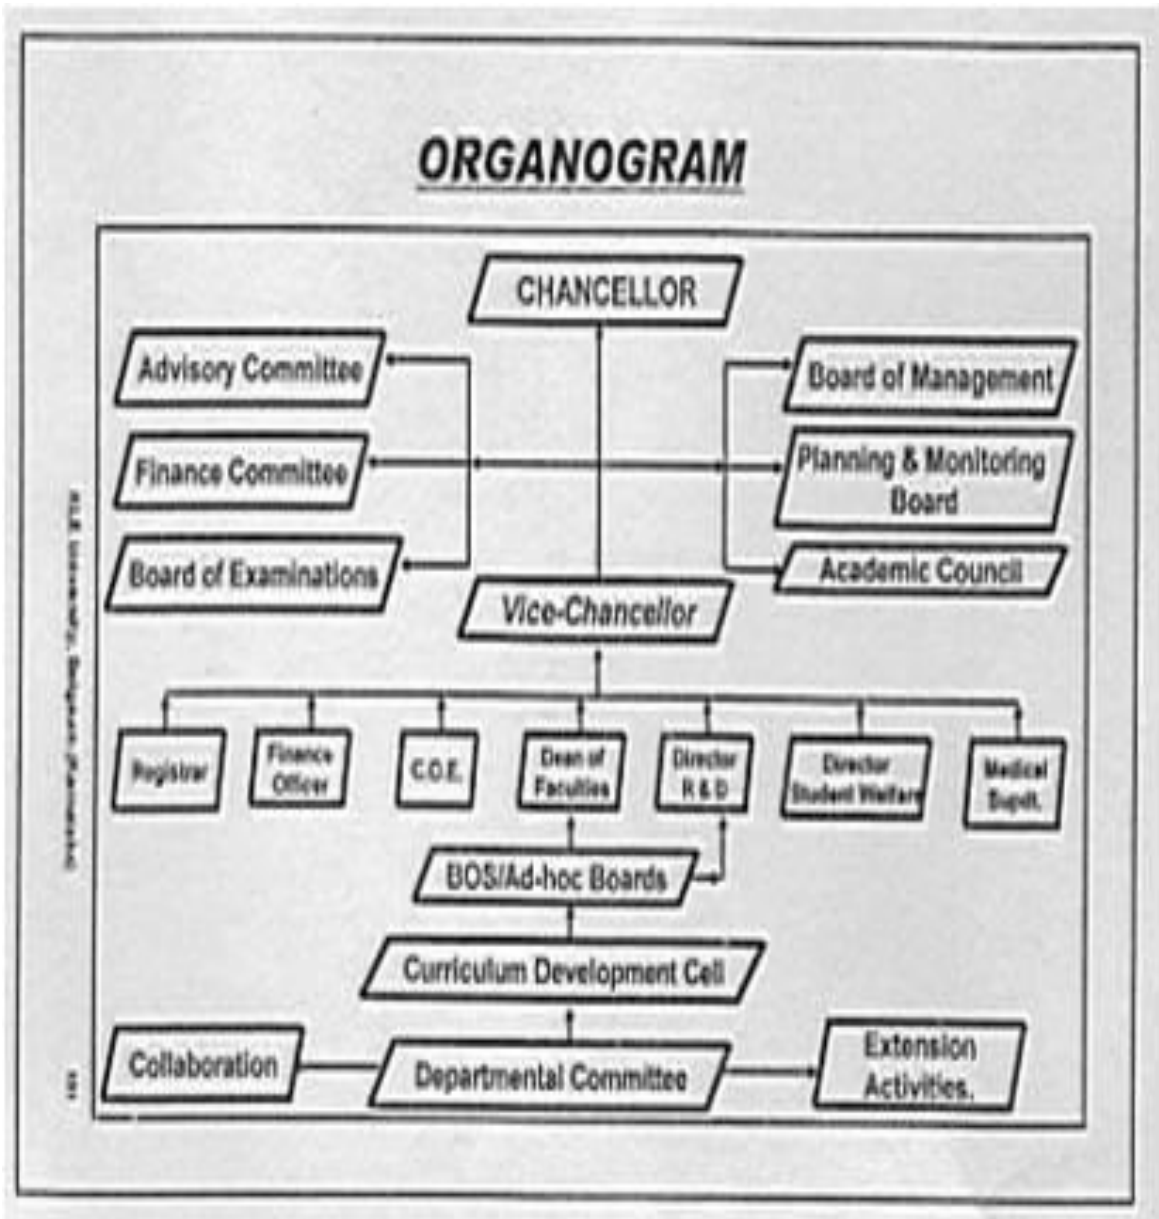 ORGANOGRAM
CHANCELLOR
Advisory Committee
Board of Management
Finance Committee
Planning & Monitoring
Board
Board of Examinations
Academic Council
Vice-Chancellor
Registrar
Finance
Officer
C.O.E.
Dean of
Faculties
Director
R & D
Director
Student Welfare
Medical
Supdt.
BOS/Ad-hoc Boards
Curriculum Development Cell
Collaboration
Departmental Committee
Extension
Activities.